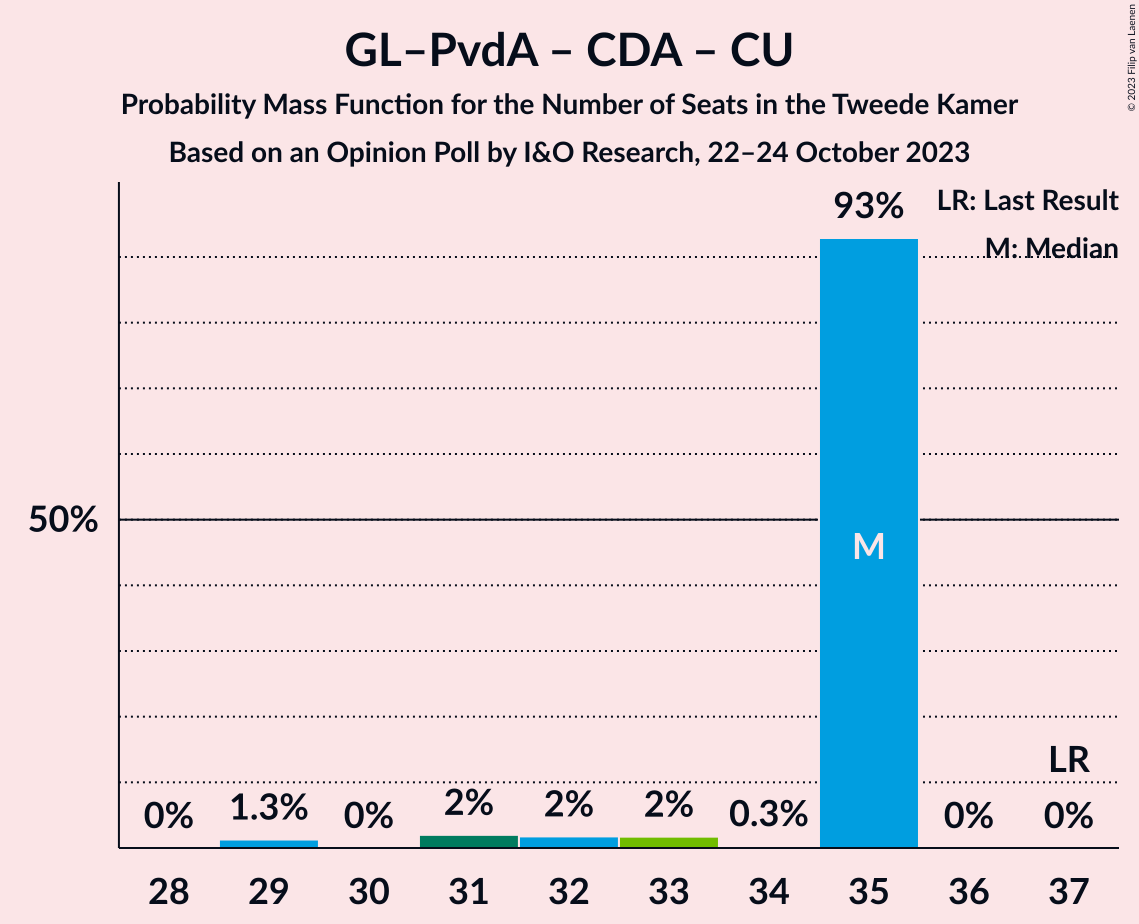 GL–PvdA – CDA – CU
Probability Mass Function for the Number of Seats in the Tweede Kamer
Based on an Opinion Poll by I&O Research, 22–24 October 2023
© 2023 Filip van Laenen
LR: Last Result
M: Median
93%
50%
M
LR
0% 1.3% 0% 2% 2% 2% 0.3% 0% 0%
28 29 30 31 32 33 34 35 36 37